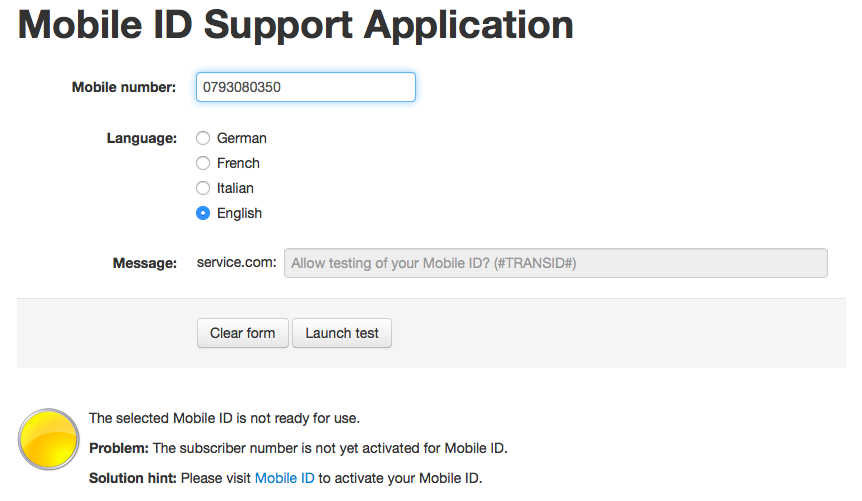 Mobile ID Support Application
Mobile number: 0793080350
Language: German
French
Italian
English
Message: service.com: Allow testing of your Mobile ID? (#TRANSID#)
Clear form Launch test
The selected Mobile ID is not ready for use.
Problem: The subscriber number is not yet activated for Mobile ID.
Solution hint: Please visit Mobile ID to activate your Mobile ID.